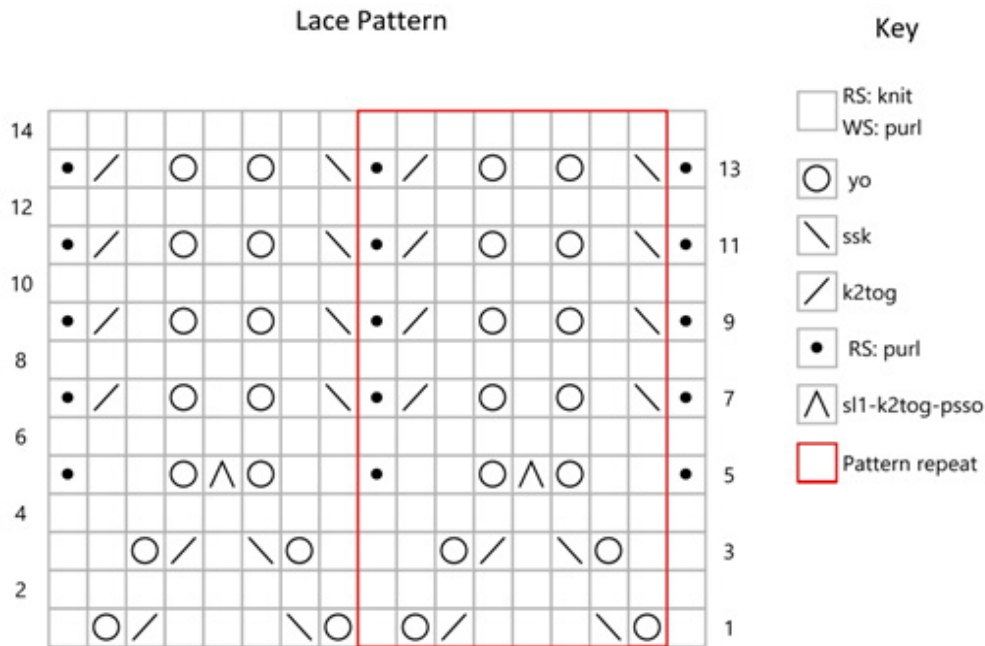 Lace Pattern
Key
RS: knit
WS: purl
yo
ssk
k2tog
RS: purl
sl1-k2tog-psso
Pattern repeat
14
13
12
11
10
9
8
7
6
5
4
3
2
1